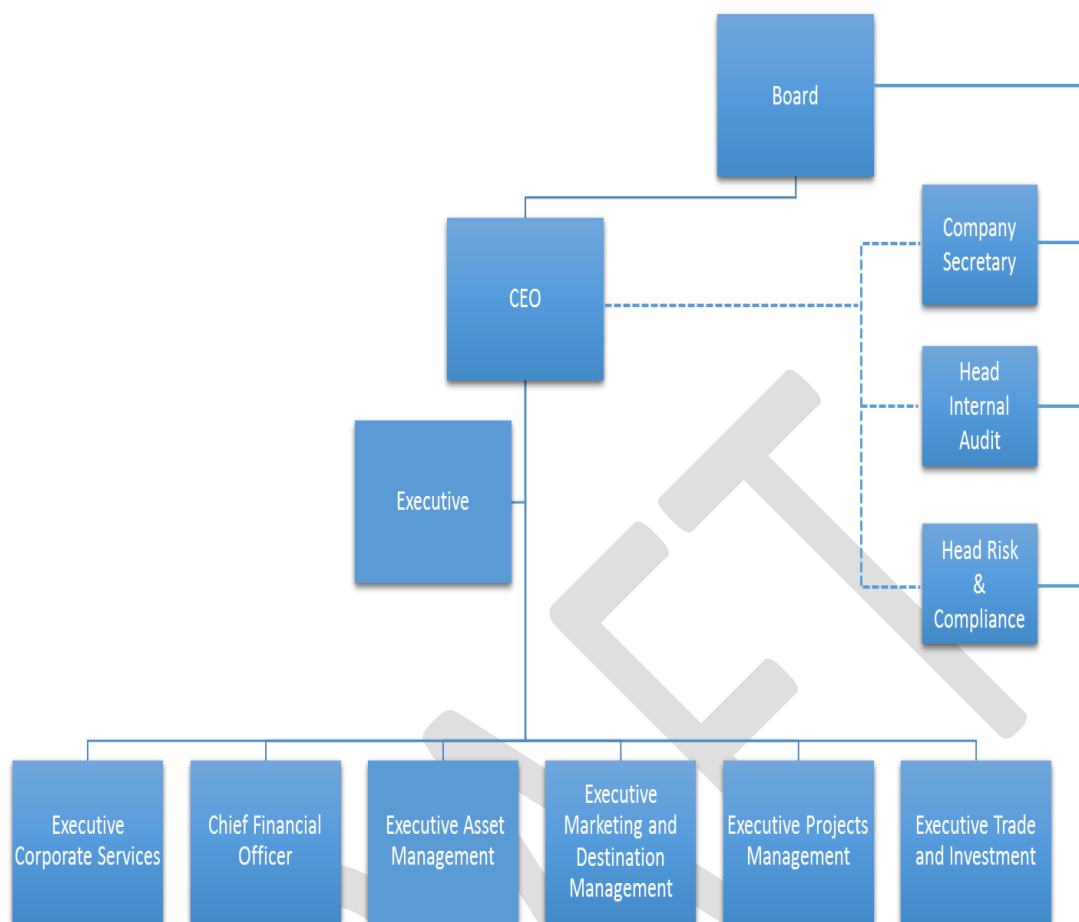 Board
Company
Secretary
CEO
Head
Internal
Audit
Executive
Head Risk
&
Compliance
Executive
Corporate Services
Chief Financial
Officer
Executive Asset
Management
Executive
Marketing and
Destination
Management
Executive Projects
Management
Executive Trade
and Investment